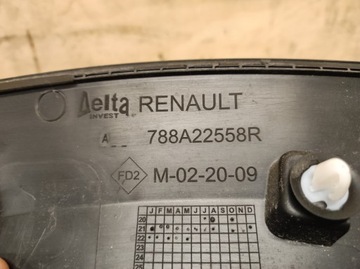 Delta RENAULT
INVEST
A 788A22558R
FD2 M-02-20-09
J F M A M J J A S O N D
20
21
22
23
24